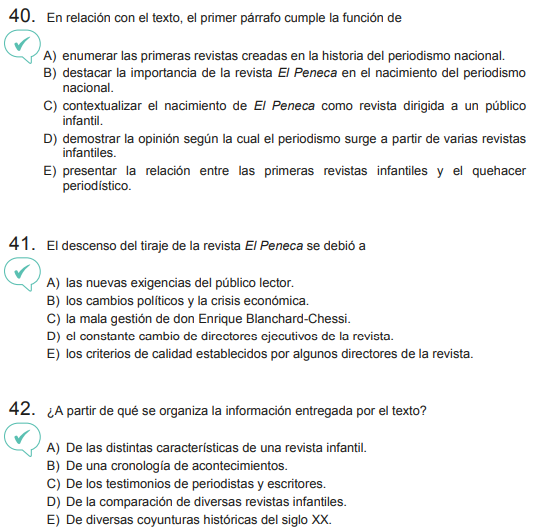 40. En relación con el texto, el primer párrafo cumple la función de
A) enumerar las primeras revistas creadas en la historia del periodismo nacional.
B) destacar la importancia de la revista El Peneca en el nacimiento del periodismo
nacional.
C) contextualizar el nacimiento de El Peneca como revista dirigida a un público
infantil.
D) demostrar la opinión según la cual el periodismo surge a partir de varias revistas
infantiles.
E) presentar la relación entre las primeras revistas infantiles y el quehacer
periodístico.
41. El descenso del tiraje de la revista El Peneca se debió a
A) las nuevas exigencias del público lector.
B) los cambios políticos y la crisis económica.
C) la mala gestión de don Enrique Blanchard-Chessi.
D) el constante cambio de directores ejecutivos de la revista.
E) los criterios de calidad establecidos por algunos directores de la revista.
42. ¿A partir de qué se organiza la información entregada por el texto?
A) De las distintas características de una revista infantil.
B) De una cronología de acontecimientos.
C) De los testimonios de periodistas y escritores.
D) De la comparación de diversas revistas infantiles.
E) De diversas coyunturas históricas del siglo XX.